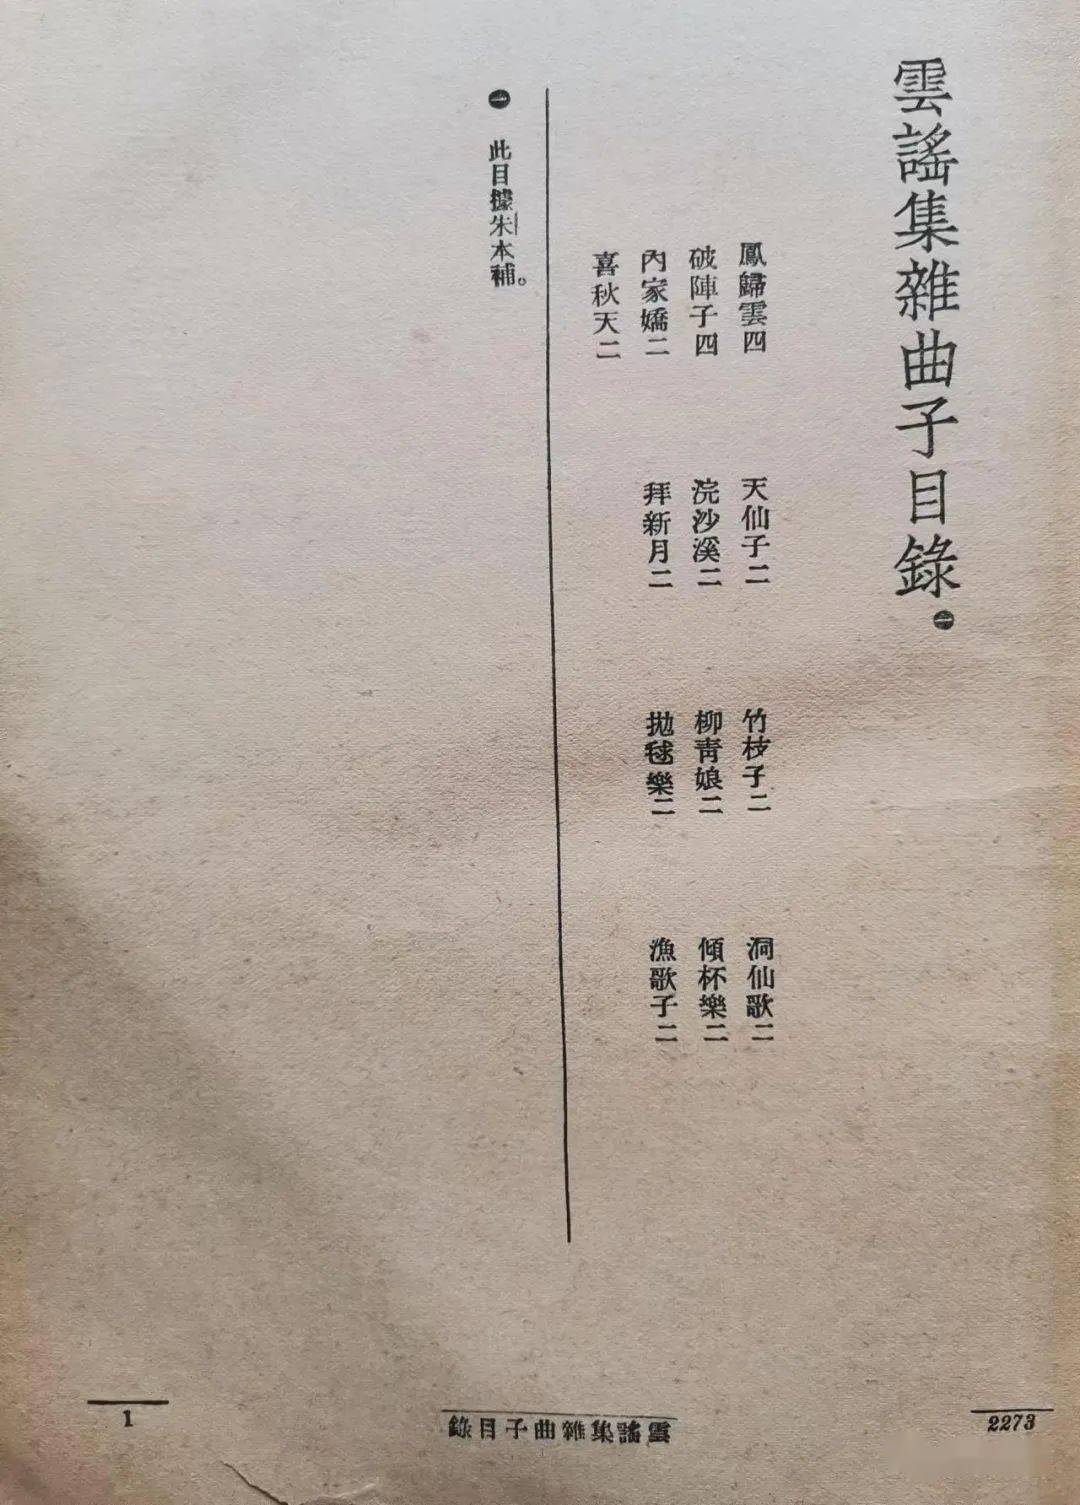 雲謠集雜曲子目錄㊀
鳳歸雲四 天仙子二 竹枝子二 洞仙歌二
破陣子四 浣沙溪二 柳靑娘二 傾杯樂二
內家嬌二 拜新月二 拋毬樂二 漁歌子二
喜秋天二
㊀ 此目據朱本補。
2273
雲謠集雜曲子目錄
1